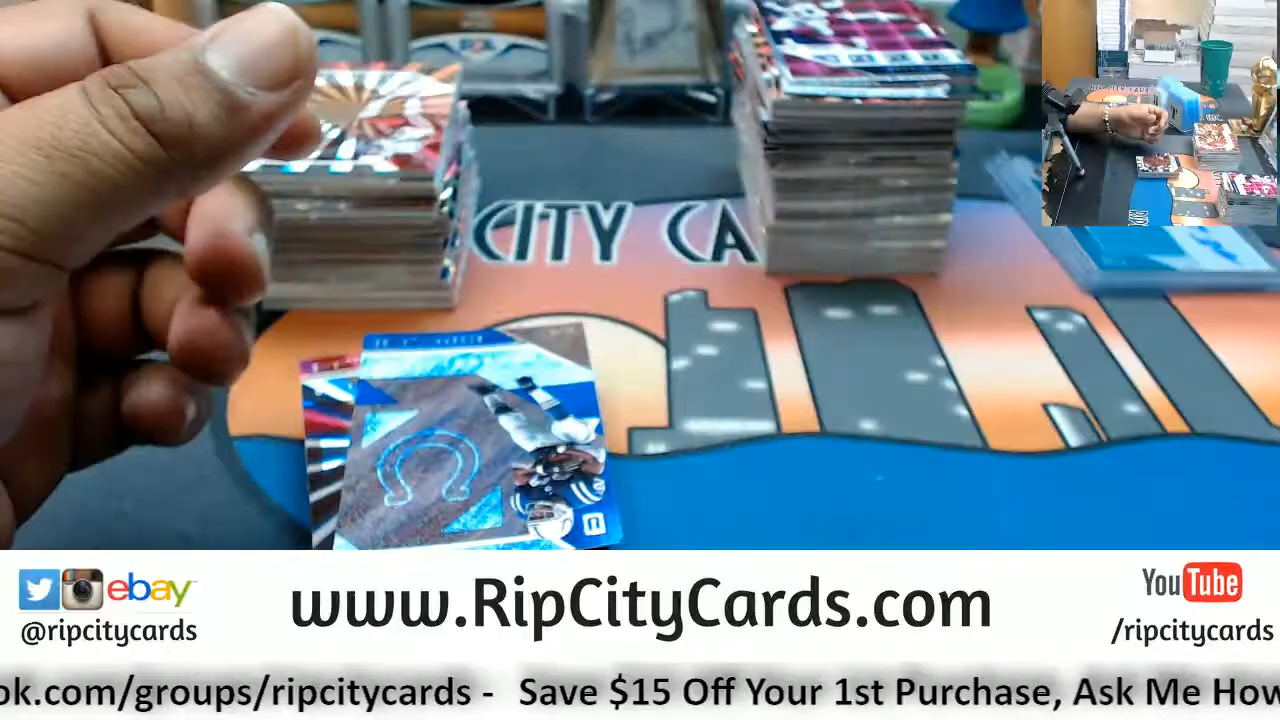 CITY CA
ebay
@ripcitycards
www.RipCityCards.com
YouTube
/ripcitycards
ok.com/groups/ripcitycards - Save $15 Off Your 1st Purchase, Ask Me How